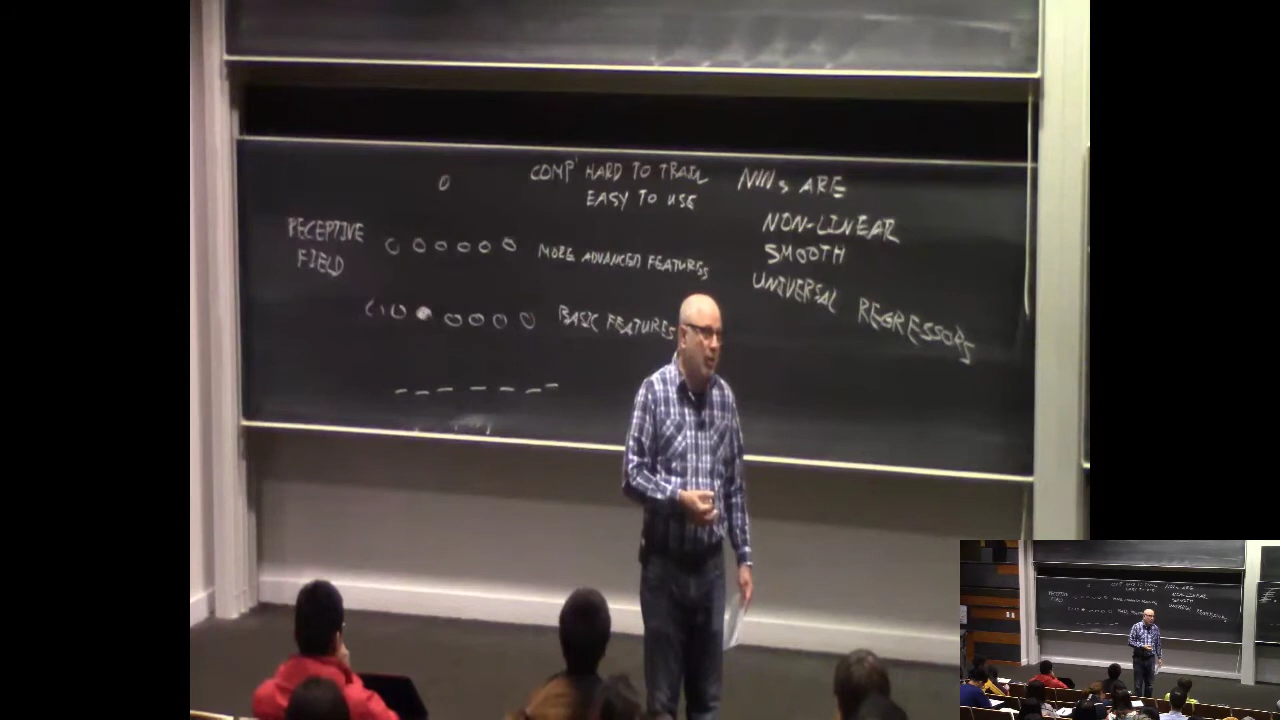 COMP' HARD TO TRAIN
EASY TO USE
RECEPTIVE
FIELD
MORE ADVANCED FEATURES
BASIC FEATURES
NNs ARE
NON-LINEAR
SMOOTH
UNIVERSAL REGRESSORS